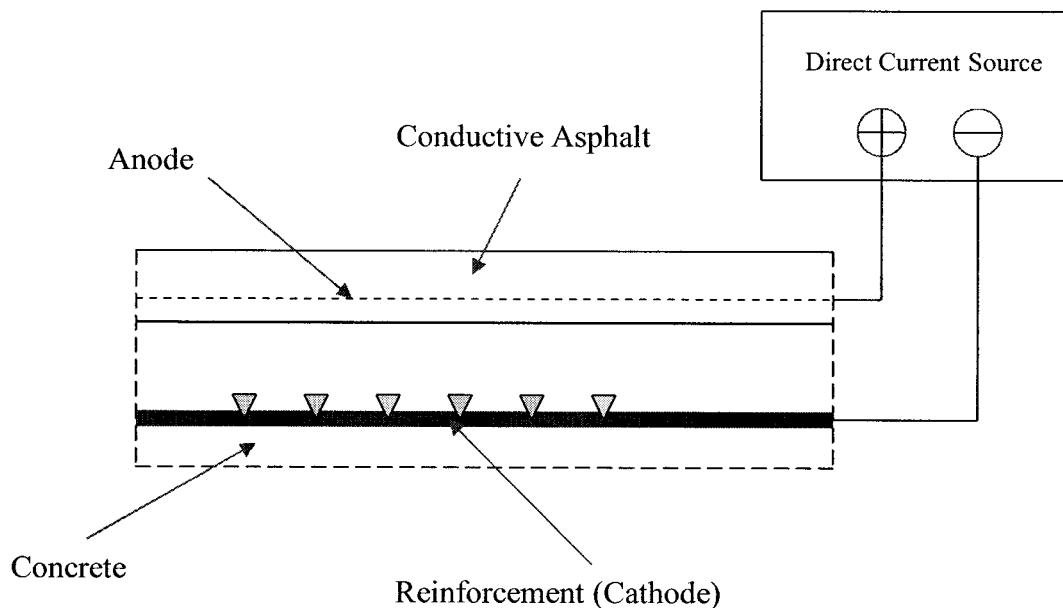 Direct Current Source
Conductive Asphalt
Anode
Concrete
Reinforcement (Cathode)